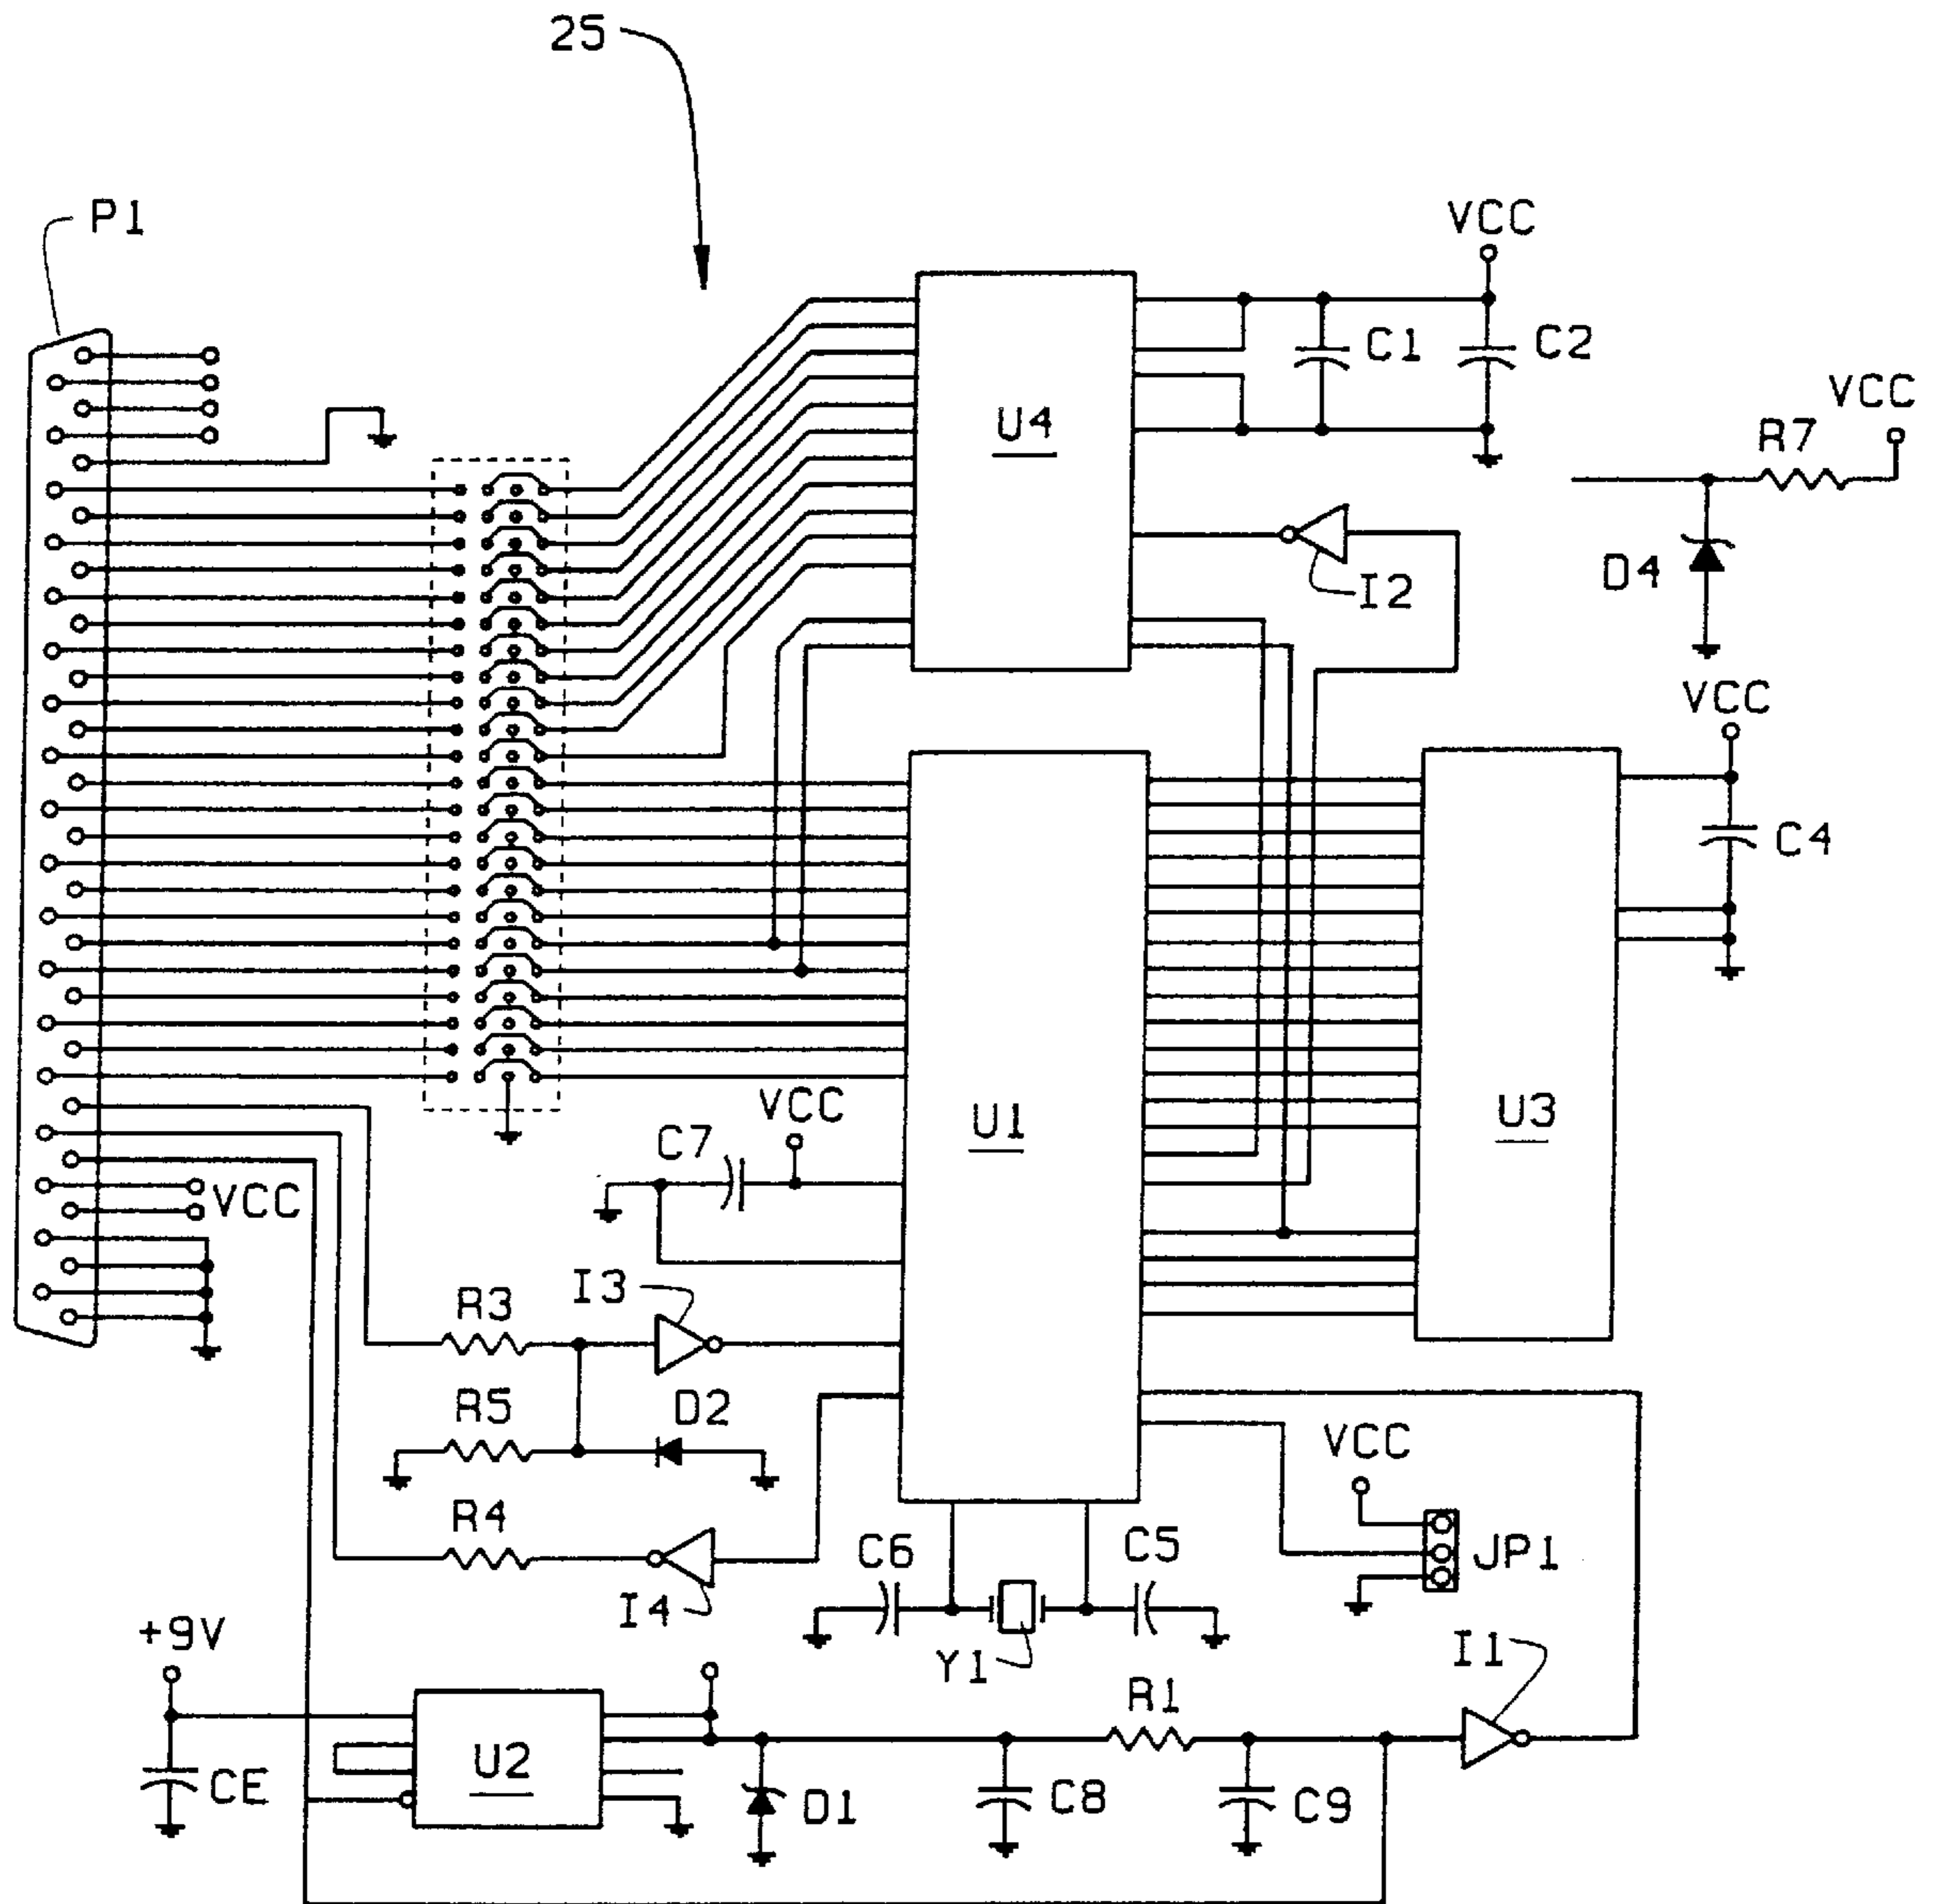 25
P1
VCC
C1
C2
U4
VCC
R7
I2
D4
VCC
C4
U1
U3
VCC
C7
VCC
I3
R3
R5
D2
VCC
R4
C6
C5
JP1
I4
+9V
Y1
I1
R1
U2
CE
D1
C8
C9